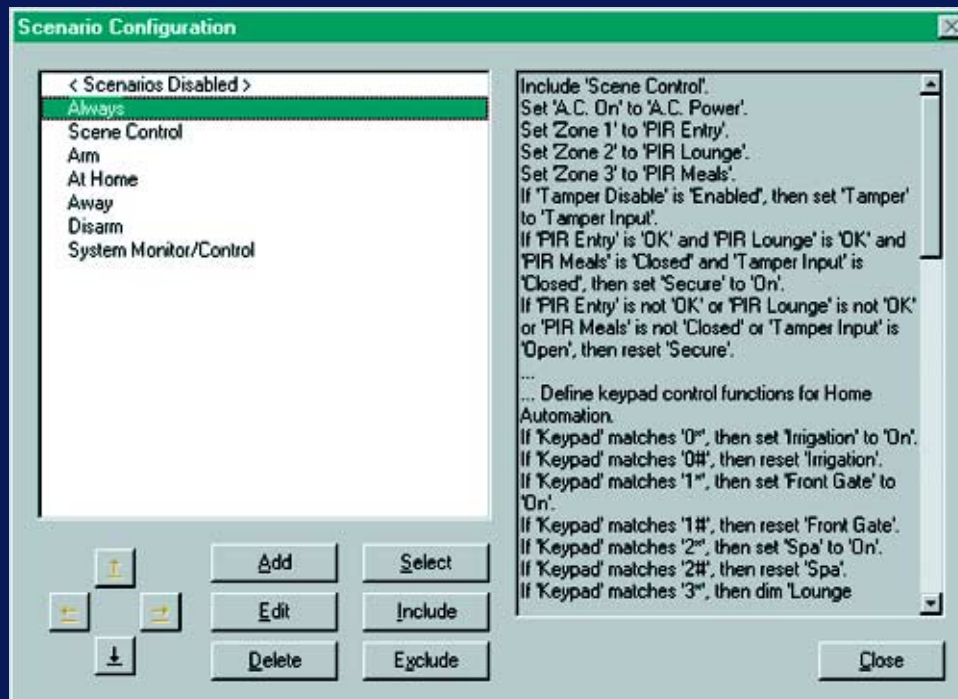 Scenario Configuration
< Scenarios Disabled >
Always
Scene Control
Arm
At Home
Away
Disarm
System Monitor/Control
Include 'Scene Control'.
Set 'A.C. On' to 'A.C. Power'.
Set 'Zone 1' to 'PIR Entry'.
Set 'Zone 2' to 'PIR Lounge'.
Set 'Zone 3' to 'PIR Meals'.
If 'Tamper Disable' is 'Enabled', then set 'Tamper'
to 'Tamper Input'.
If 'PIR Entry' is 'OK' and 'PIR Lounge' is 'OK' and
'PIR Meals' is 'Closed' and 'Tamper Input' is
'Closed', then set 'Secure' to 'On'.
If 'PIR Entry' is not 'OK' or 'PIR Lounge' is not 'OK'
or 'PIR Meals' is not 'Closed' or 'Tamper Input' is
'Open', then reset 'Secure'.
...
... Define keypad control functions for Home
Automation.
If 'Keypad' matches '0*', then set 'Irrigation' to 'On'.
If 'Keypad' matches '0#', then reset 'Irrigation'.
If 'Keypad' matches '1*', then set 'Front Gate' to
'On'.
If 'Keypad' matches '1#', then reset 'Front Gate'.
If 'Keypad' matches '2*', then set 'Spa' to 'On'.
If 'Keypad' matches '2#', then reset 'Spa'.
If 'Keypad' matches '3*', then dim 'Lounge
Add
Select
Edit
Include
Delete
Exclude
Close